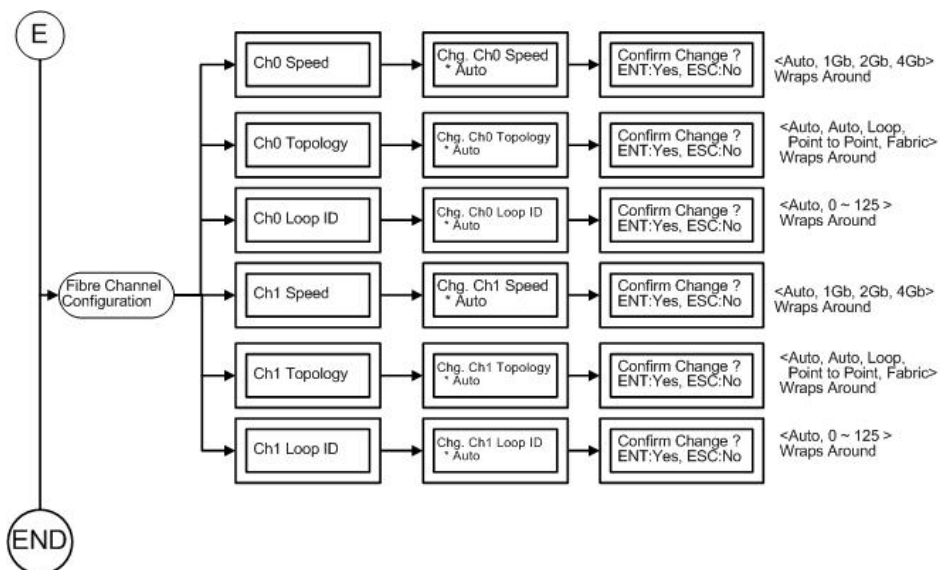 E
Ch0 Speed
Chg. Ch0 Speed
* Auto
Confirm Change ?
ENT:Yes, ESC:No
<Auto, 1Gb, 2Gb, 4Gb>
Wraps Around
Ch0 Topology
Chg. Ch0 Topology
* Auto
Confirm Change ?
ENT:Yes, ESC:No
<Auto, Auto, Loop,
Point to Point, Fabric>
Wraps Around
Ch0 Loop ID
Chg. Ch0 Loop ID
* Auto
Confirm Change ?
ENT:Yes, ESC:No
<Auto, 0 ~ 125 >
Wraps Around
Fibre Channel
Configuration
Ch1 Speed
Chg. Ch1 Speed
* Auto
Confirm Change ?
ENT:Yes, ESC:No
<Auto, 1Gb, 2Gb, 4Gb>
Wraps Around
Ch1 Topology
Chg. Ch1 Topology
* Auto
Confirm Change ?
ENT:Yes, ESC:No
<Auto, Auto, Loop,
Point to Point, Fabric>
Wraps Around
Ch1 Loop ID
Chg. Ch1 Loop ID
* Auto
Confirm Change ?
ENT:Yes, ESC:No
<Auto, 0 ~ 125 >
Wraps Around
END